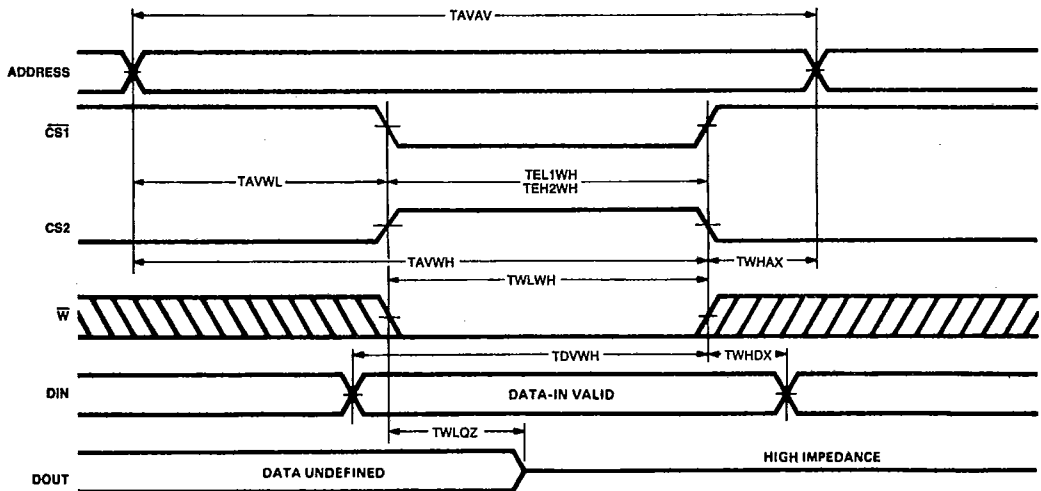 TAVAV
ADDRESS
CS1
TAVWL
TEL1WH
TEH2WH
CS2
TAVWH
TWHAX
TWLWH
W
TDVWH
TWHDX
DIN
DATA-IN VALID
TWLQZ
HIGH IMPEDANCE
DATA UNDEFINED
DOUT